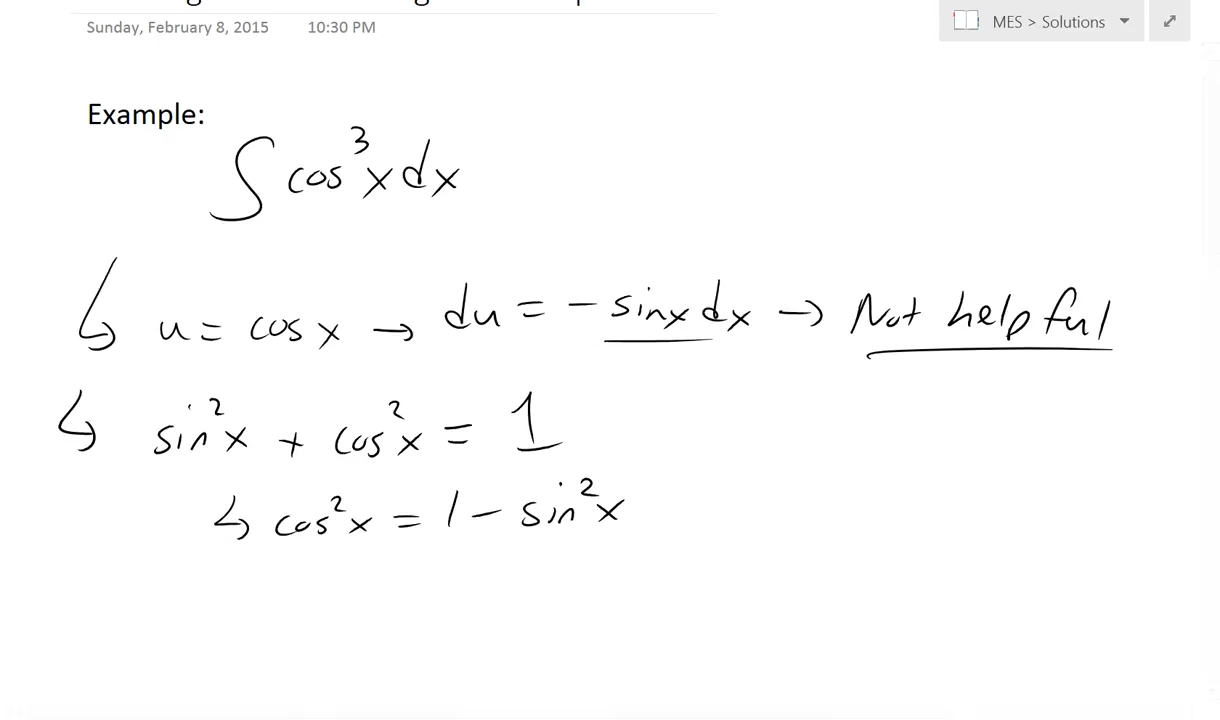 Sunday, February 8, 2015 10:30 PM
MES > Solutions
Example:
∫ cos³x dx
↳ u = cos x → du = − sinx dx → Not helpful
↳ sin²x + cos²x = 1
↳ cos²x = 1 − sin²x